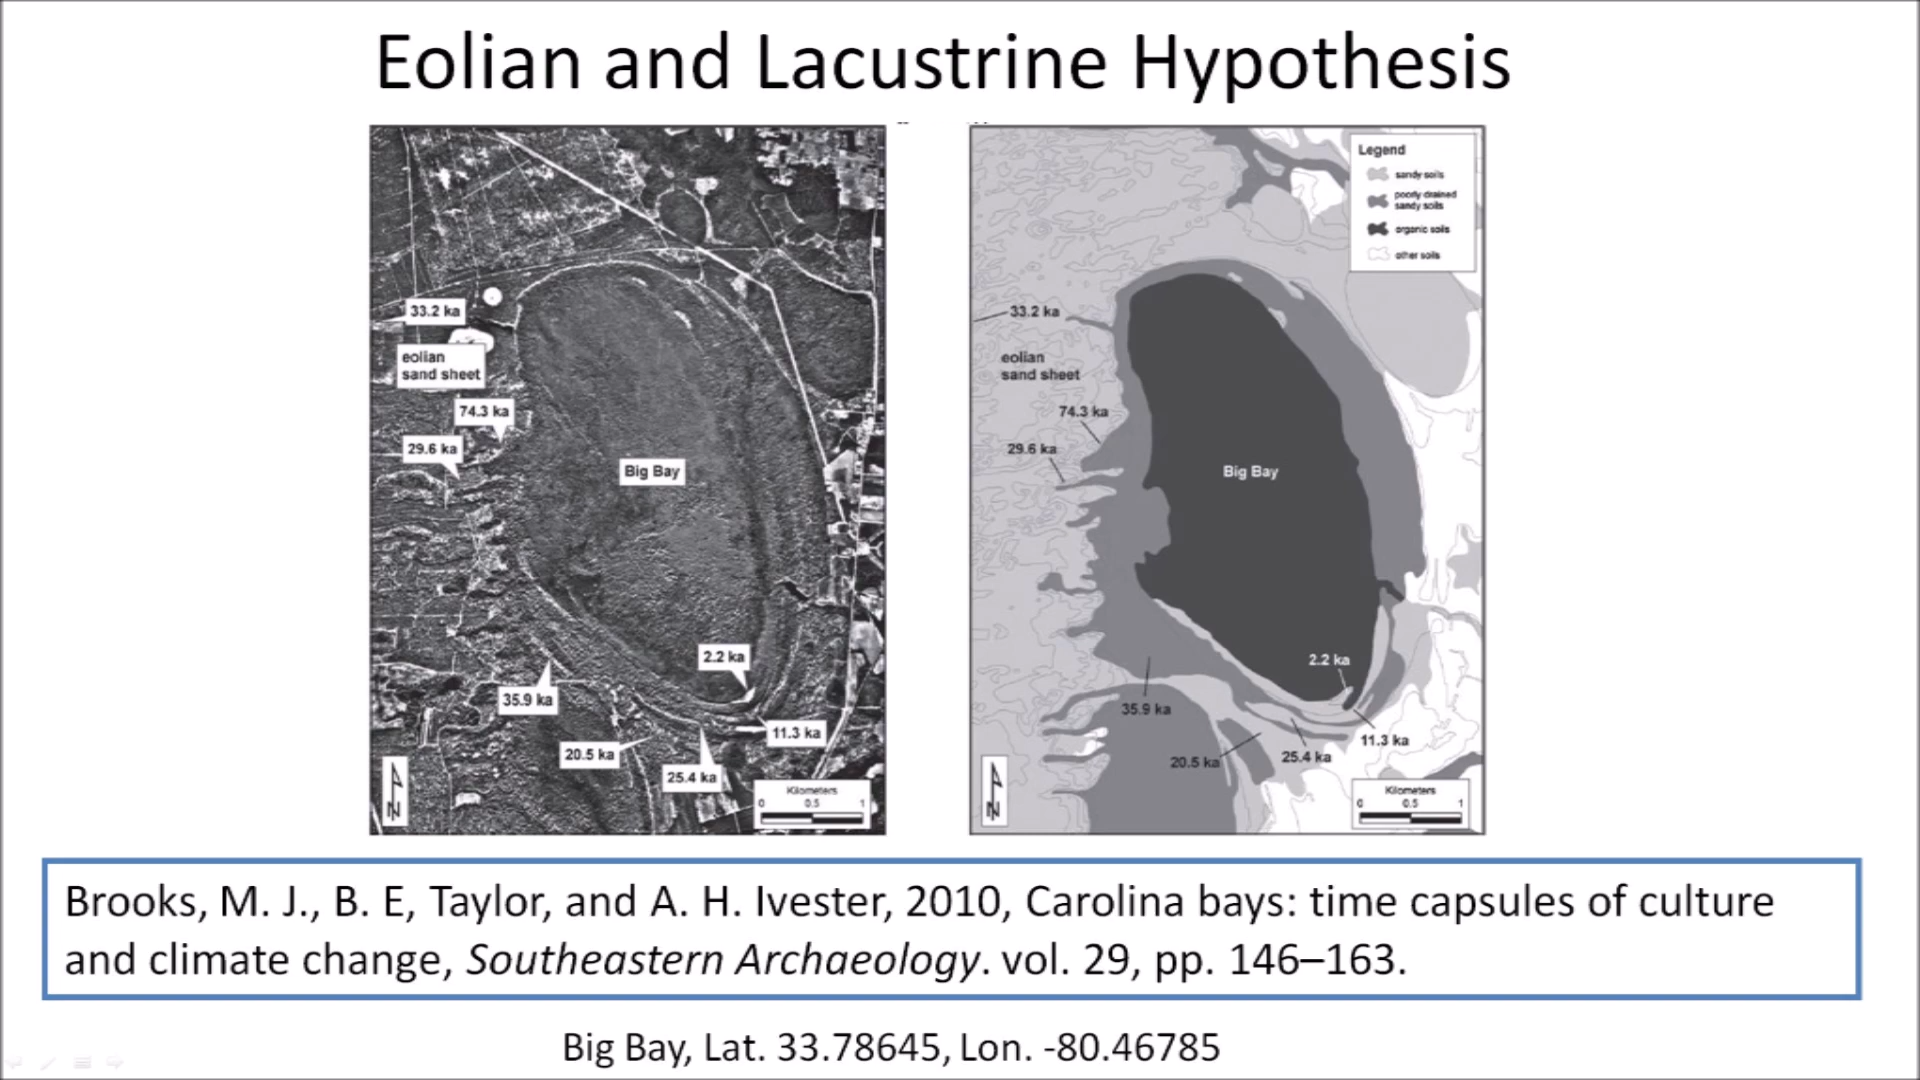 Eolian and Lacustrine Hypothesis
33.2 ka
eolian
sand sheet
74.3 ka
29.6 ka
Big Bay
2.2 ka
35.9 ka
11.3 ka
20.5 ka
25.4 ka
N
Kilometers
0 0.5 1
Legend
sandy soils
poorly drained
sandy soils
organic soils
other soils
33.2 ka
eolian
sand sheet
74.3 ka
29.6 ka
Big Bay
2.2 ka
35.9 ka
11.3 ka
20.5 ka
25.4 ka
N
Kilometers
0 0.5 1
Brooks, M. J., B. E, Taylor, and A. H. Ivester, 2010, Carolina bays: time capsules of culture
and climate change, Southeastern Archaeology. vol. 29, pp. 146–163.
Big Bay, Lat. 33.78645, Lon. -80.46785